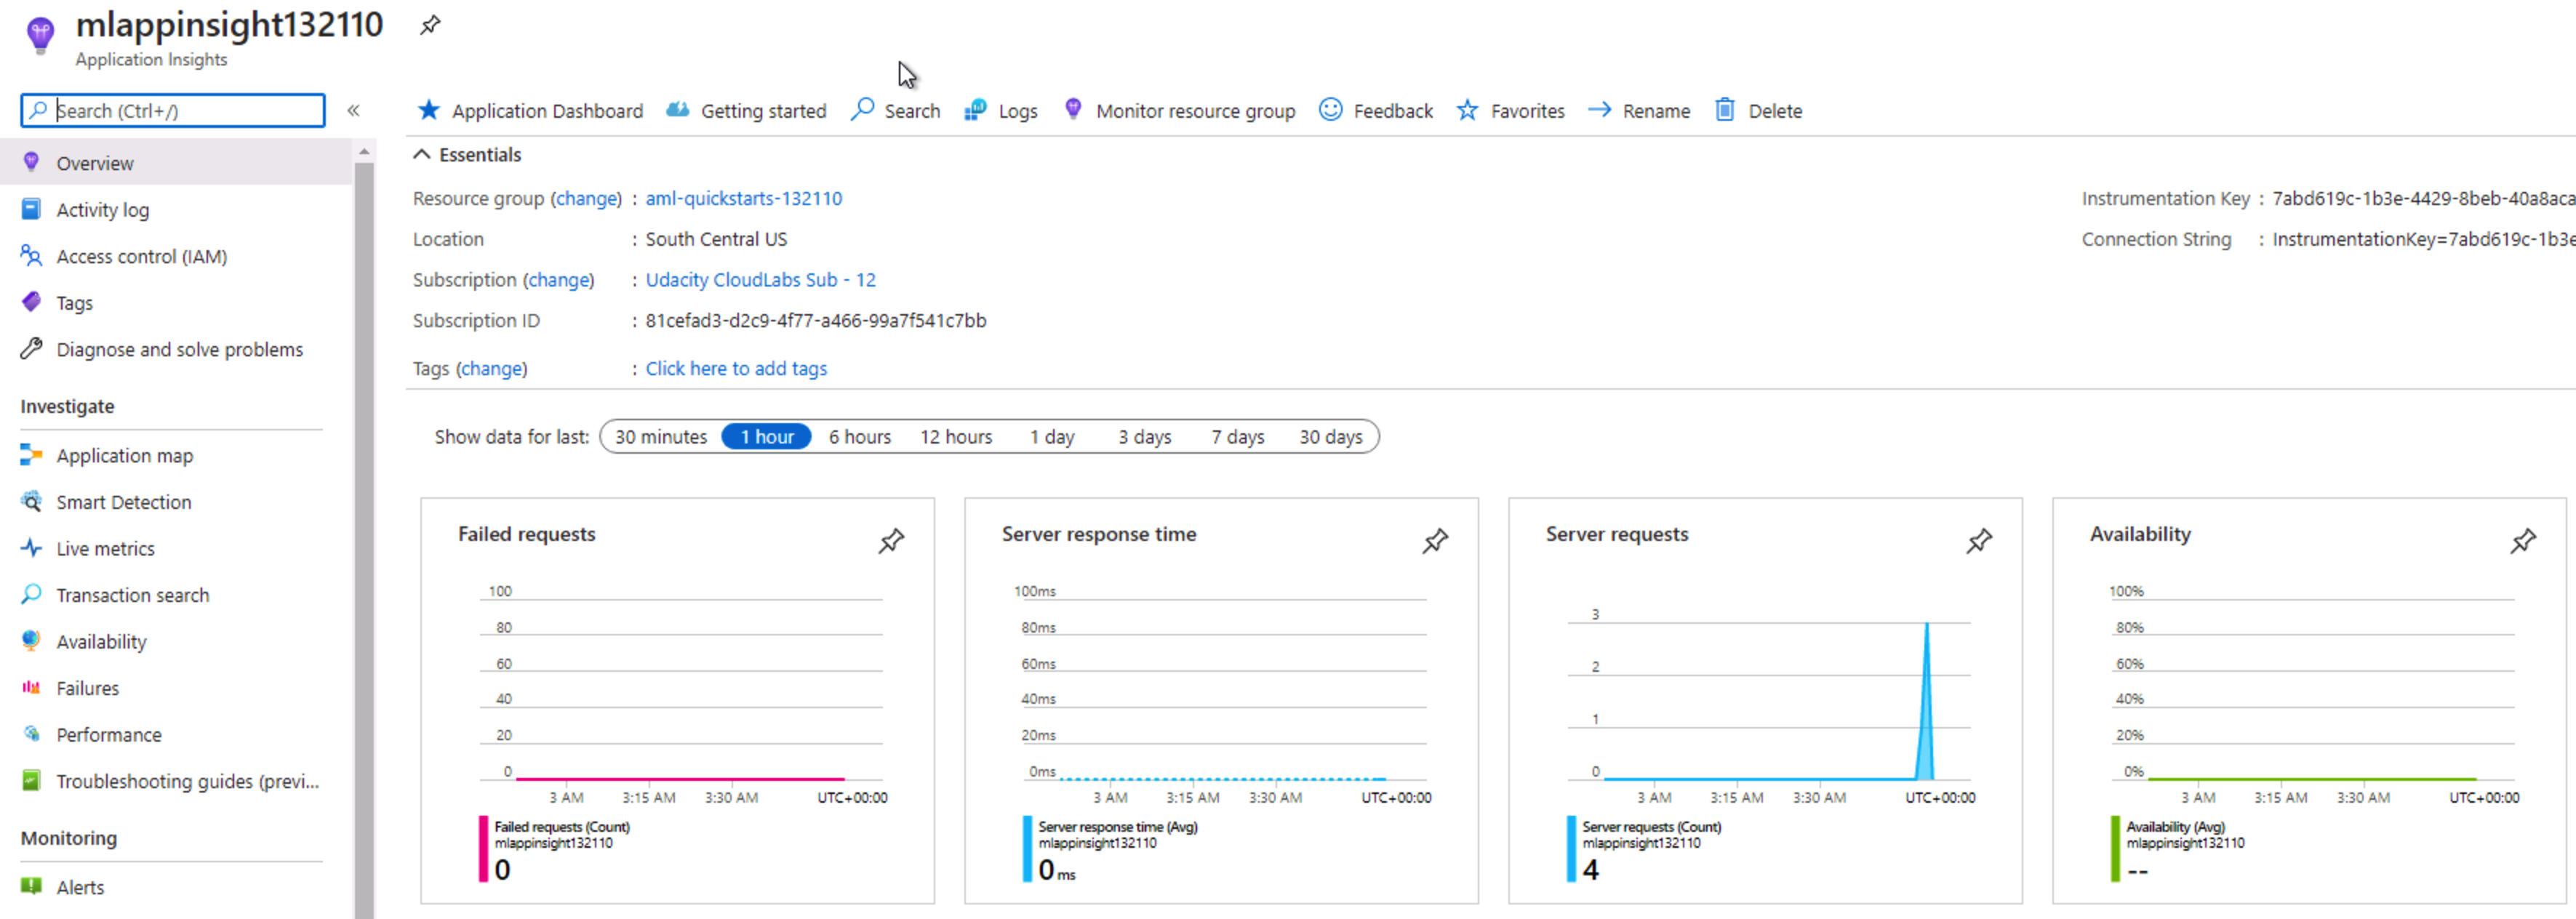 mlappinsight132110
Application Insights
Search (Ctrl+/)
«
Application Dashboard Getting started Search Logs Monitor resource group Feedback Favorites Rename Delete
Overview
Activity log
Access control (IAM)
Tags
Diagnose and solve problems
Investigate
Application map
Smart Detection
Live metrics
Transaction search
Availability
Failures
Performance
Troubleshooting guides (previ...
Monitoring
Alerts
Essentials
Resource group (change) : aml-quickstarts-132110
Location : South Central US
Subscription (change) : Udacity CloudLabs Sub - 12
Subscription ID : 81cefad3-d2c9-4f77-a466-99a7f541c7bb
Tags (change) : Click here to add tags
Instrumentation Key : 7abd619c-1b3e-4429-8beb-40a8aca
Connection String : InstrumentationKey=7abd619c-1b3e
Show data for last: 30 minutes 1 hour 6 hours 12 hours 1 day 3 days 7 days 30 days
Failed requests
100
80
60
40
20
0
3 AM 3:15 AM 3:30 AM UTC+00:00
Failed requests (Count)
mlappinsight132110
0
Server response time
100ms
80ms
60ms
40ms
20ms
0ms
3 AM 3:15 AM 3:30 AM UTC+00:00
Server response time (Avg)
mlappinsight132110
0 ms
Server requests
3
2
1
0
3 AM 3:15 AM 3:30 AM UTC+00:00
Server requests (Count)
mlappinsight132110
4
Availability
100%
80%
60%
40%
20%
0%
3 AM 3:15 AM 3:30 AM UTC+00:00
Availability (Avg)
mlappinsight132110
--